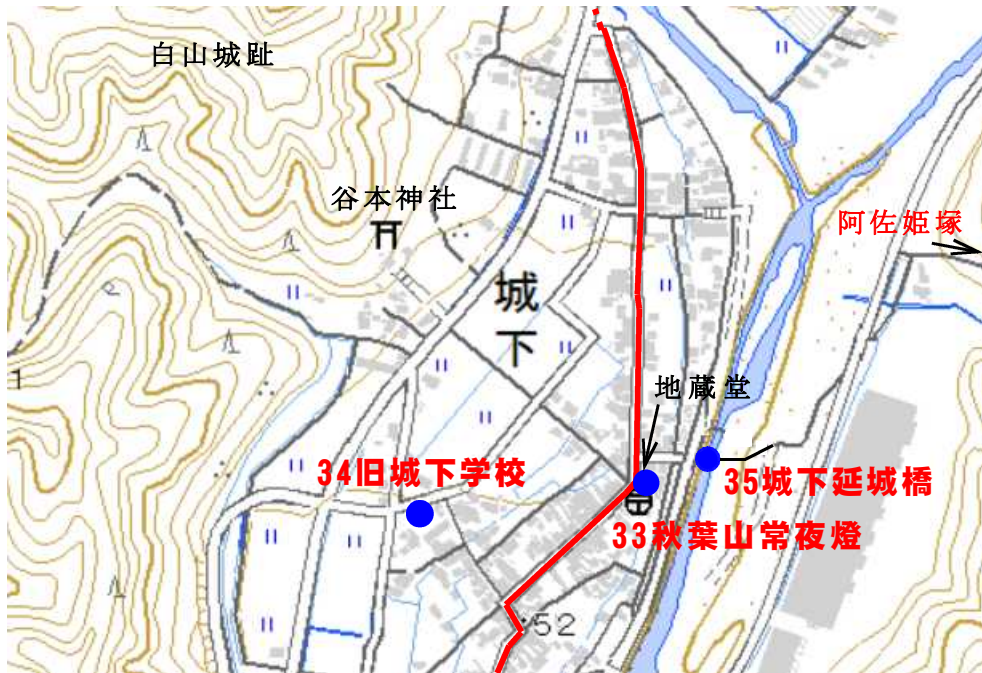 白山城趾
谷本神社
阿佐姫塚
城下
地蔵堂
34旧城下学校
35城下延城橋
33秋葉山常夜燈
52
1